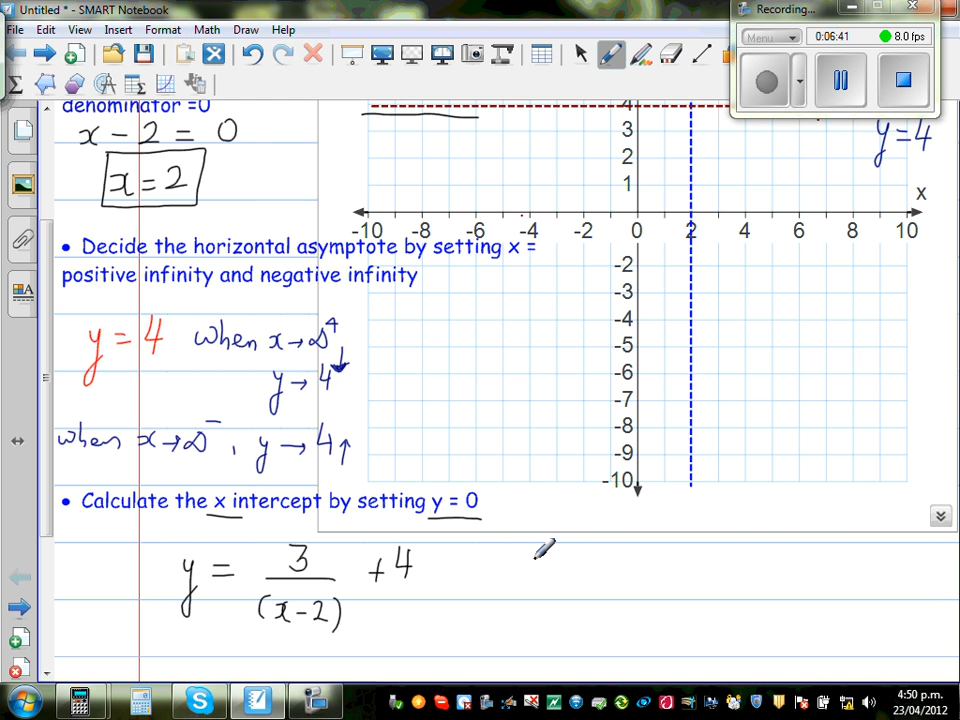 Untitled * - SMART Notebook
File Edit View Insert Format Math Draw Help
Recording...
Menu 0:06:41 8.0 fps
denominator =0
x - 2 = 0
x = 2
4
3
2
1
y = 4
x
-10 -8 -6 -4 -2 0 2 4 6 8 10
-2
-3
-4
-5
-6
-7
-8
-9
-10
• Decide the horizontal asymptote by setting x =
positive infinity and negative infinity
y = 4 when x → ∞
y → 4 ↓
when x → ∞⁻, y → 4 ↑
• Calculate the x intercept by setting y = 0
y = 3 / (x-2) + 4
4:50 p.m.
23/04/2012